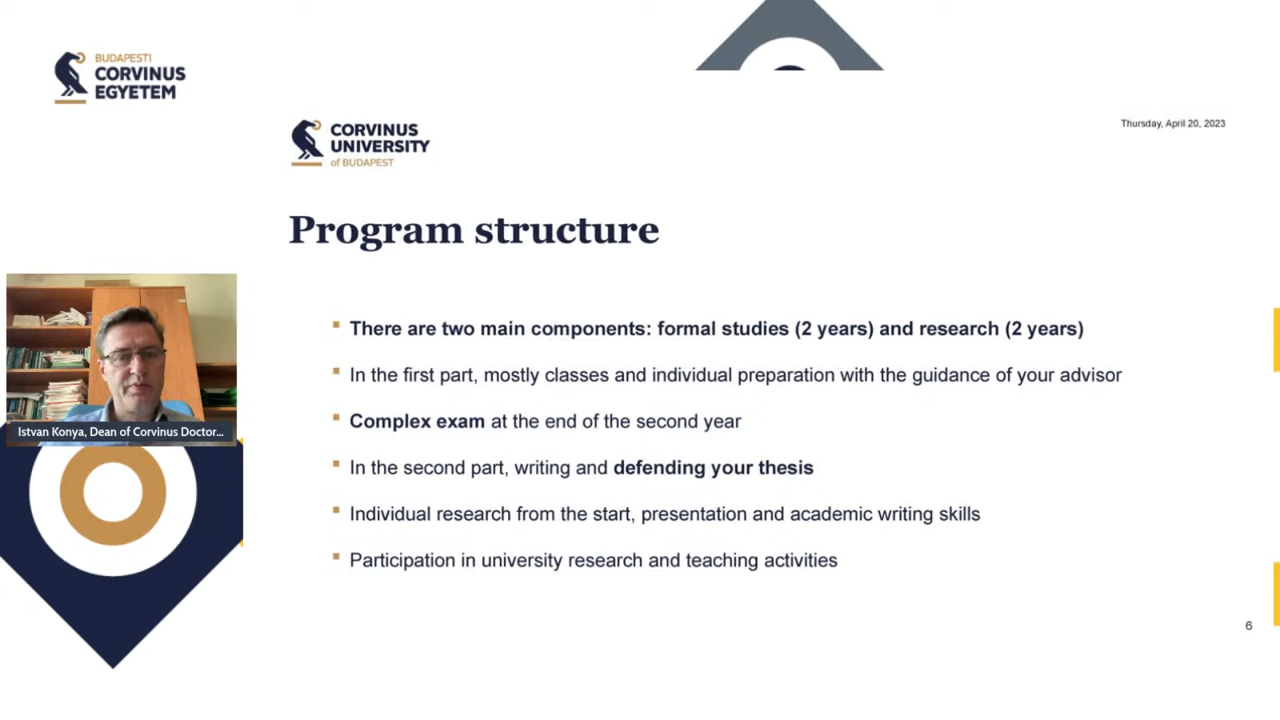 BUDAPESTI
CORVINUS
EGYETEM
CORVINUS
UNIVERSITY
of BUDAPEST
Thursday, April 20, 2023
Program structure
There are two main components: formal studies (2 years) and research (2 years)
In the first part, mostly classes and individual preparation with the guidance of your advisor
Complex exam at the end of the second year
In the second part, writing and defending your thesis
Individual research from the start, presentation and academic writing skills
Participation in university research and teaching activities
Istvan Konya, Dean of Corvinus Doctor...
6